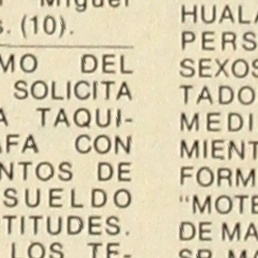 Miguel
s. (10).
MO DEL
SOLICITA
A TAQUI-
AFA CON
NTOS DE
SUELDO
TITUDES.
LOS TE-
HUALA
PERS
SEXOS
TADO
MEDI
MIENT
FORM
"MOTE
DE MA